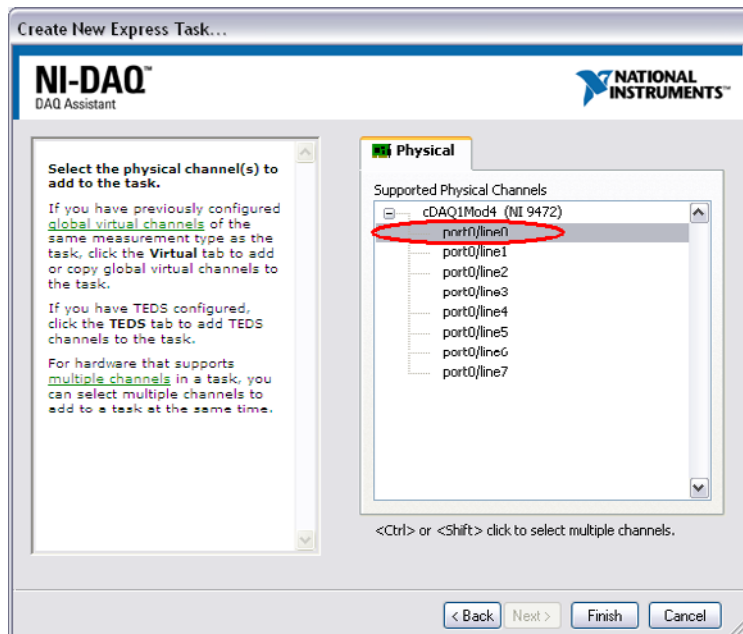 Create New Express Task...
NI-DAQ™
DAQ Assistant
NATIONAL
INSTRUMENTS™
Select the physical channel(s) to
add to the task.
If you have previously configured
global virtual channels of the
same measurement type as the
task, click the Virtual tab to add
or copy global virtual channels to
the task.
If you have TEDS configured,
click the TEDS tab to add TEDS
channels to the task.
For hardware that supports
multiple channels in a task, you
can select multiple channels to
add to a task at the same time.
Physical
Supported Physical Channels
cDAQ1Mod4 (NI 9472)
port0/line0
port0/line1
port0/line2
port0/line3
port0/line4
port0/line5
port0/line6
port0/line7
<Ctrl> or <Shift> click to select multiple channels.
< Back Next > Finish Cancel